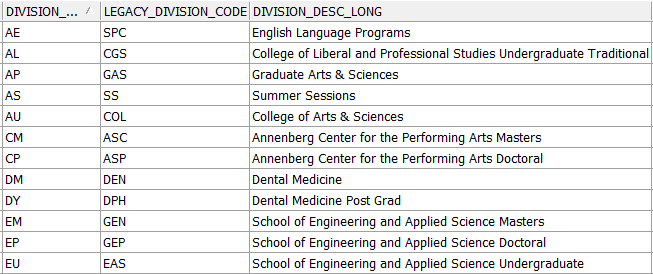 DIVISION_... LEGACY_DIVISION_CODE DIVISION_DESC_LONG
AE SPC English Language Programs
AL CGS College of Liberal and Professional Studies Undergraduate Traditional
AP GAS Graduate Arts & Sciences
AS SS Summer Sessions
AU COL College of Arts & Sciences
CM ASC Annenberg Center for the Performing Arts Masters
CP ASP Annenberg Center for the Performing Arts Doctoral
DM DEN Dental Medicine
DY DPH Dental Medicine Post Grad
EM GEN School of Engineering and Applied Science Masters
EP GEP School of Engineering and Applied Science Doctoral
EU EAS School of Engineering and Applied Science Undergraduate